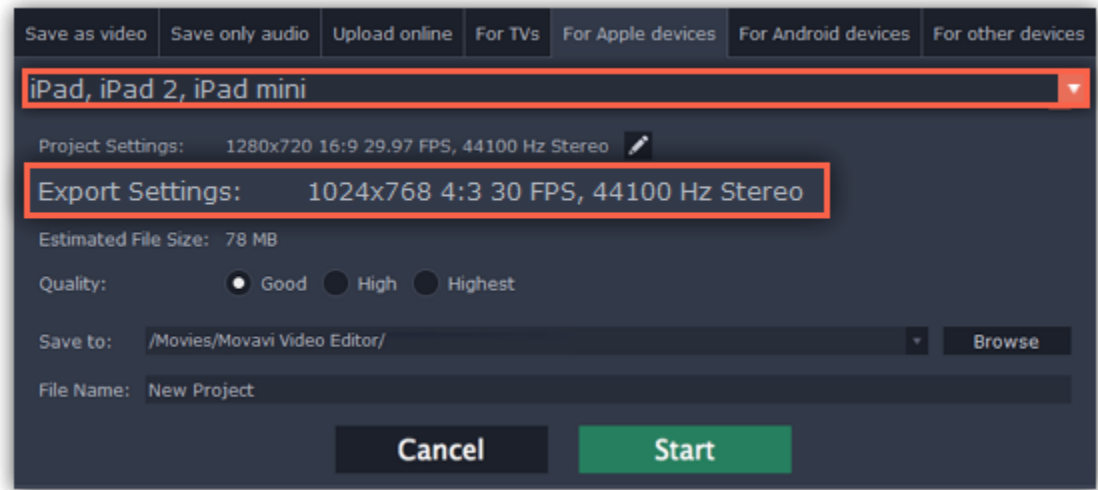 Save as video Save only audio Upload online For TVs For Apple devices For Android devices For other devices
iPad, iPad 2, iPad mini
Project Settings: 1280x720 16:9 29.97 FPS, 44100 Hz Stereo
Export Settings: 1024x768 4:3 30 FPS, 44100 Hz Stereo
Estimated File Size: 78 MB
Quality: Good High Highest
Save to: /Movies/Movavi Video Editor/ Browse
File Name: New Project
Cancel Start